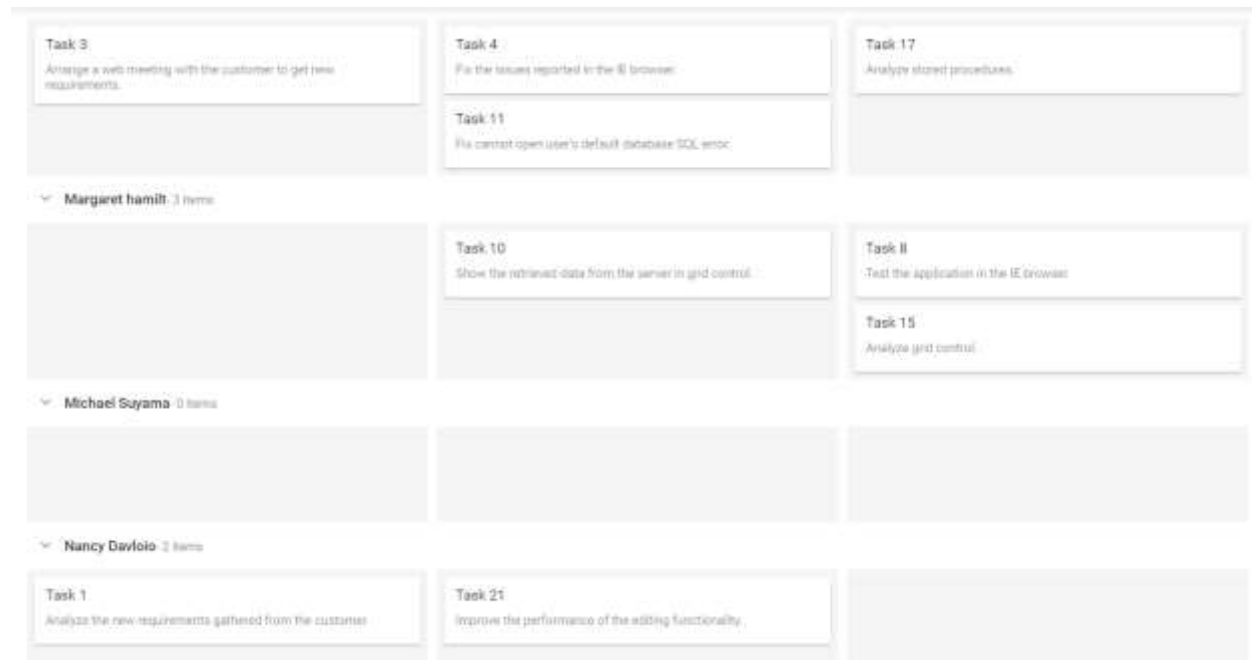 Task 3
Arrange a web meeting with the customer to get new
requirements.
Task 4
Fix the issues reported in the IE browser.
Task 11
Fix cannot open user's default database SQL error.
Task 17
Analyze stored procedures.
Margaret hamilt 3 items
Task 10
Show the retrieved data from the server in grid control.
Task 8
Test the application in the IE browser.
Task 15
Analyze grid control.
Michael Suyama 0 items
Nancy Davloio 2 items
Task 1
Analyze the new requirements gathered from the customer.
Task 21
Improve the performance of the editing functionality.